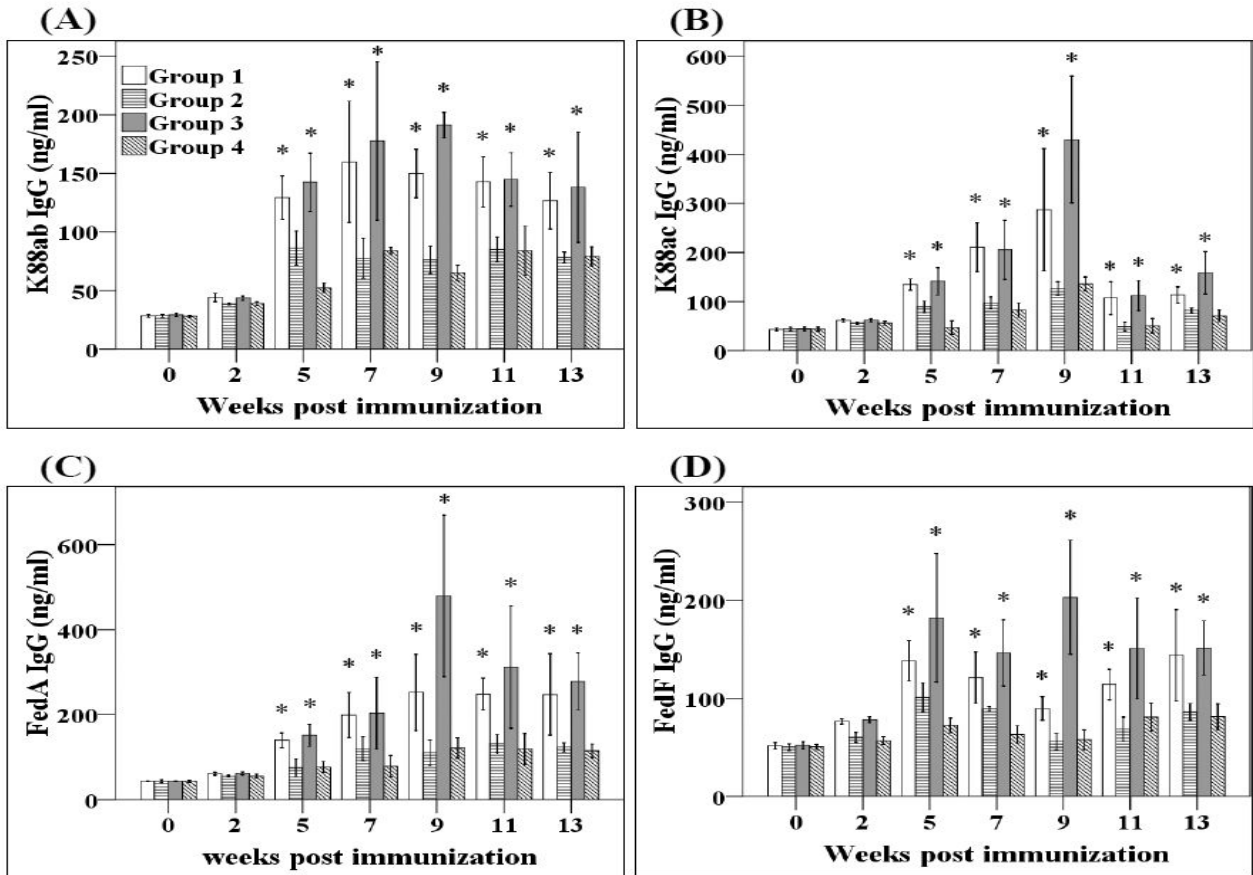 (A)
K88ab IgG (ng/ml)
250
200
150
100
50
0
Group 1
Group 2
Group 3
Group 4
* * * * * * * * * *
0 2 5 7 9 11 13
Weeks post immunization
(B)
K88ac IgG (ng/ml)
600
500
400
300
200
100
0
* * * * * * * * * *
0 2 5 7 9 11 13
Weeks post immunization
(C)
FedA IgG (ng/ml)
600
400
200
0
* * * * * * * * * *
0 2 5 7 9 11 13
weeks post immunization
(D)
FedF IgG (ng/ml)
300
200
100
0
* * * * * * * * * *
0 2 5 7 9 11 13
Weeks post immunization